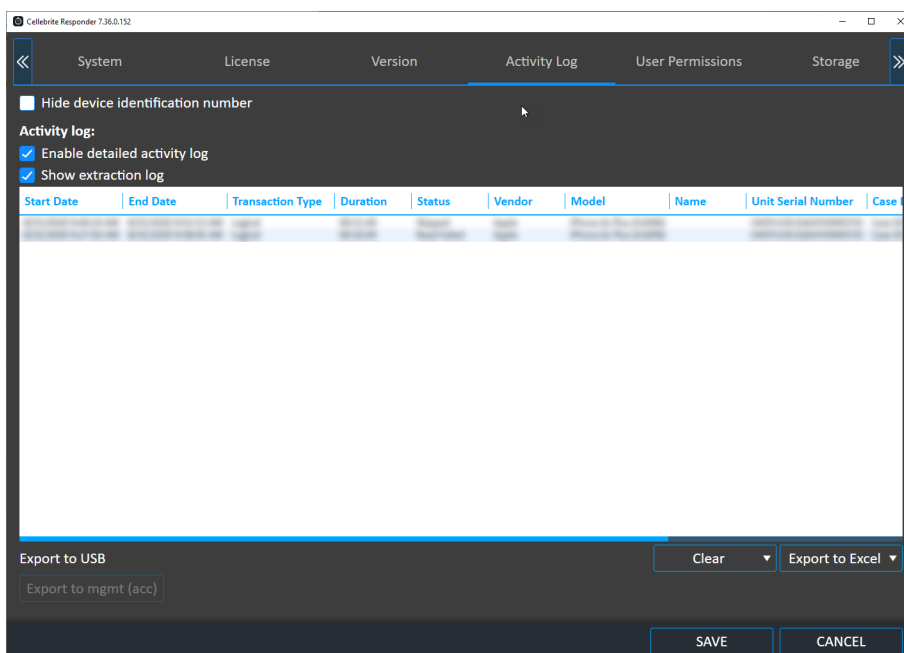 Cellebrite Responder 7.36.0.152
System License Version Activity Log User Permissions Storage
Hide device identification number
Activity log:
Enable detailed activity log
Show extraction log
Start Date End Date Transaction Type Duration Status Vendor Model Name Unit Serial Number Case
Export to USB
Clear Export to Excel
Export to mgmt (acc)
SAVE CANCEL